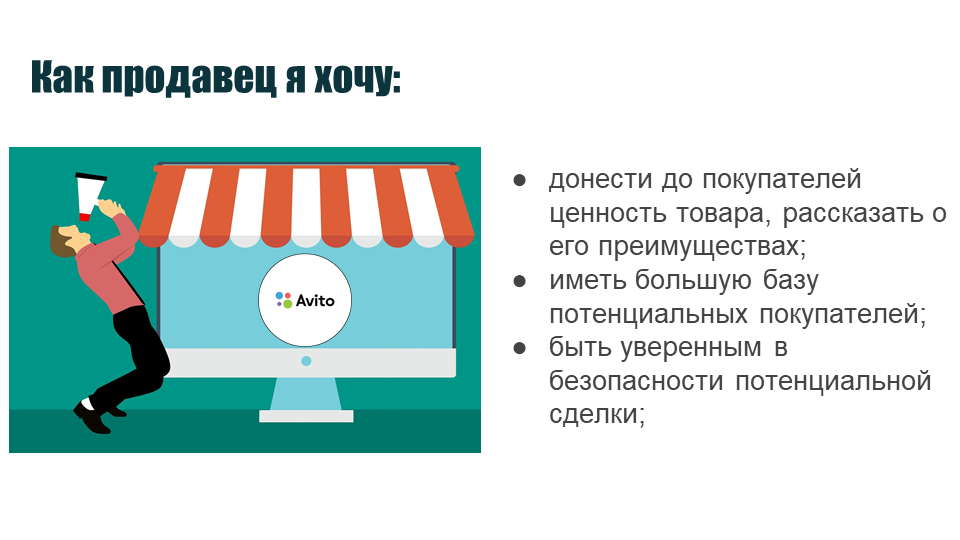 Как продавец я хочу:
● донести до покупателей
ценность товара, рассказать о
его преимуществах;
● иметь большую базу
потенциальных покупателей;
● быть уверенным в
безопасности потенциальной
сделки;
Avito